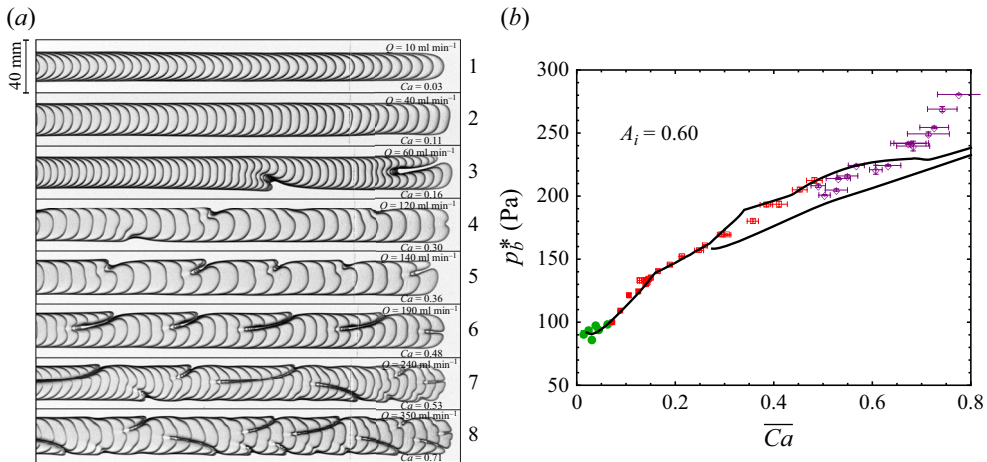 (a)
40 mm
Q = 10 ml min⁻¹
Ca = 0.03
1
Q = 40 ml min⁻¹
Ca = 0.11
2
Q = 60 ml min⁻¹
Ca = 0.16
3
Q = 120 ml min⁻¹
Ca = 0.30
4
Q = 140 ml min⁻¹
Ca = 0.36
5
Q = 190 ml min⁻¹
Ca = 0.48
6
Q = 240 ml min⁻¹
Ca = 0.53
7
Q = 350 ml min⁻¹
Ca = 0.71
8
(b)
300
250
200
150
100
50
p*b (Pa)
Ai = 0.60
0 0.2 0.4 0.6 0.8
Ca